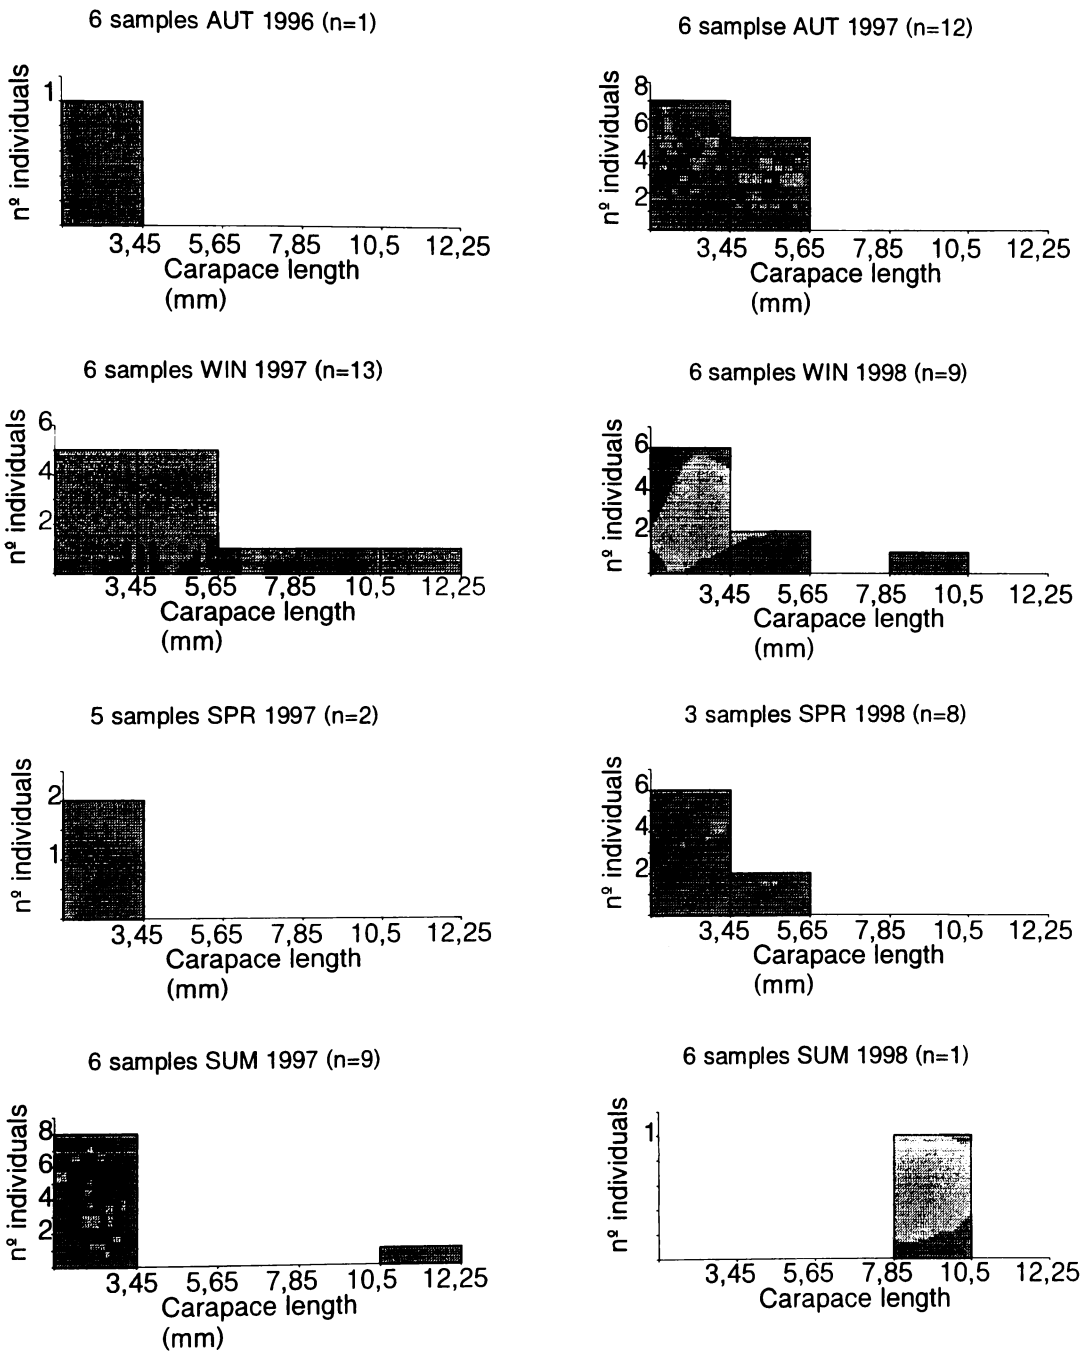 6 samples AUT 1996 (n=1)
nº individuals
1
3,45 5,65 7,85 10,5 12,25
Carapace length
(mm)
6 samplse AUT 1997 (n=12)
nº individuals
8
6
4
2
3,45 5,65 7,85 10,5 12,25
Carapace length
(mm)
6 samples WIN 1997 (n=13)
nº individuals
6
4
2
3,45 5,65 7,85 10,5 12,25
Carapace length
(mm)
6 samples WIN 1998 (n=9)
nº individuals
6
4
2
3,45 5,65 7,85 10,5 12,25
Carapace length
(mm)
5 samples SPR 1997 (n=2)
nº individuals
2
1
3,45 5,65 7,85 10,5 12,25
Carapace length
(mm)
3 samples SPR 1998 (n=8)
nº individuals
6
4
2
3,45 5,65 7,85 10,5 12,25
Carapace length
(mm)
6 samples SUM 1997 (n=9)
nº individuals
8
6
4
2
3,45 5,65 7,85 10,5 12,25
Carapace length
(mm)
6 samples SUM 1998 (n=1)
nº individuals
1
3,45 5,65 7,85 10,5 12,25
Carapace length